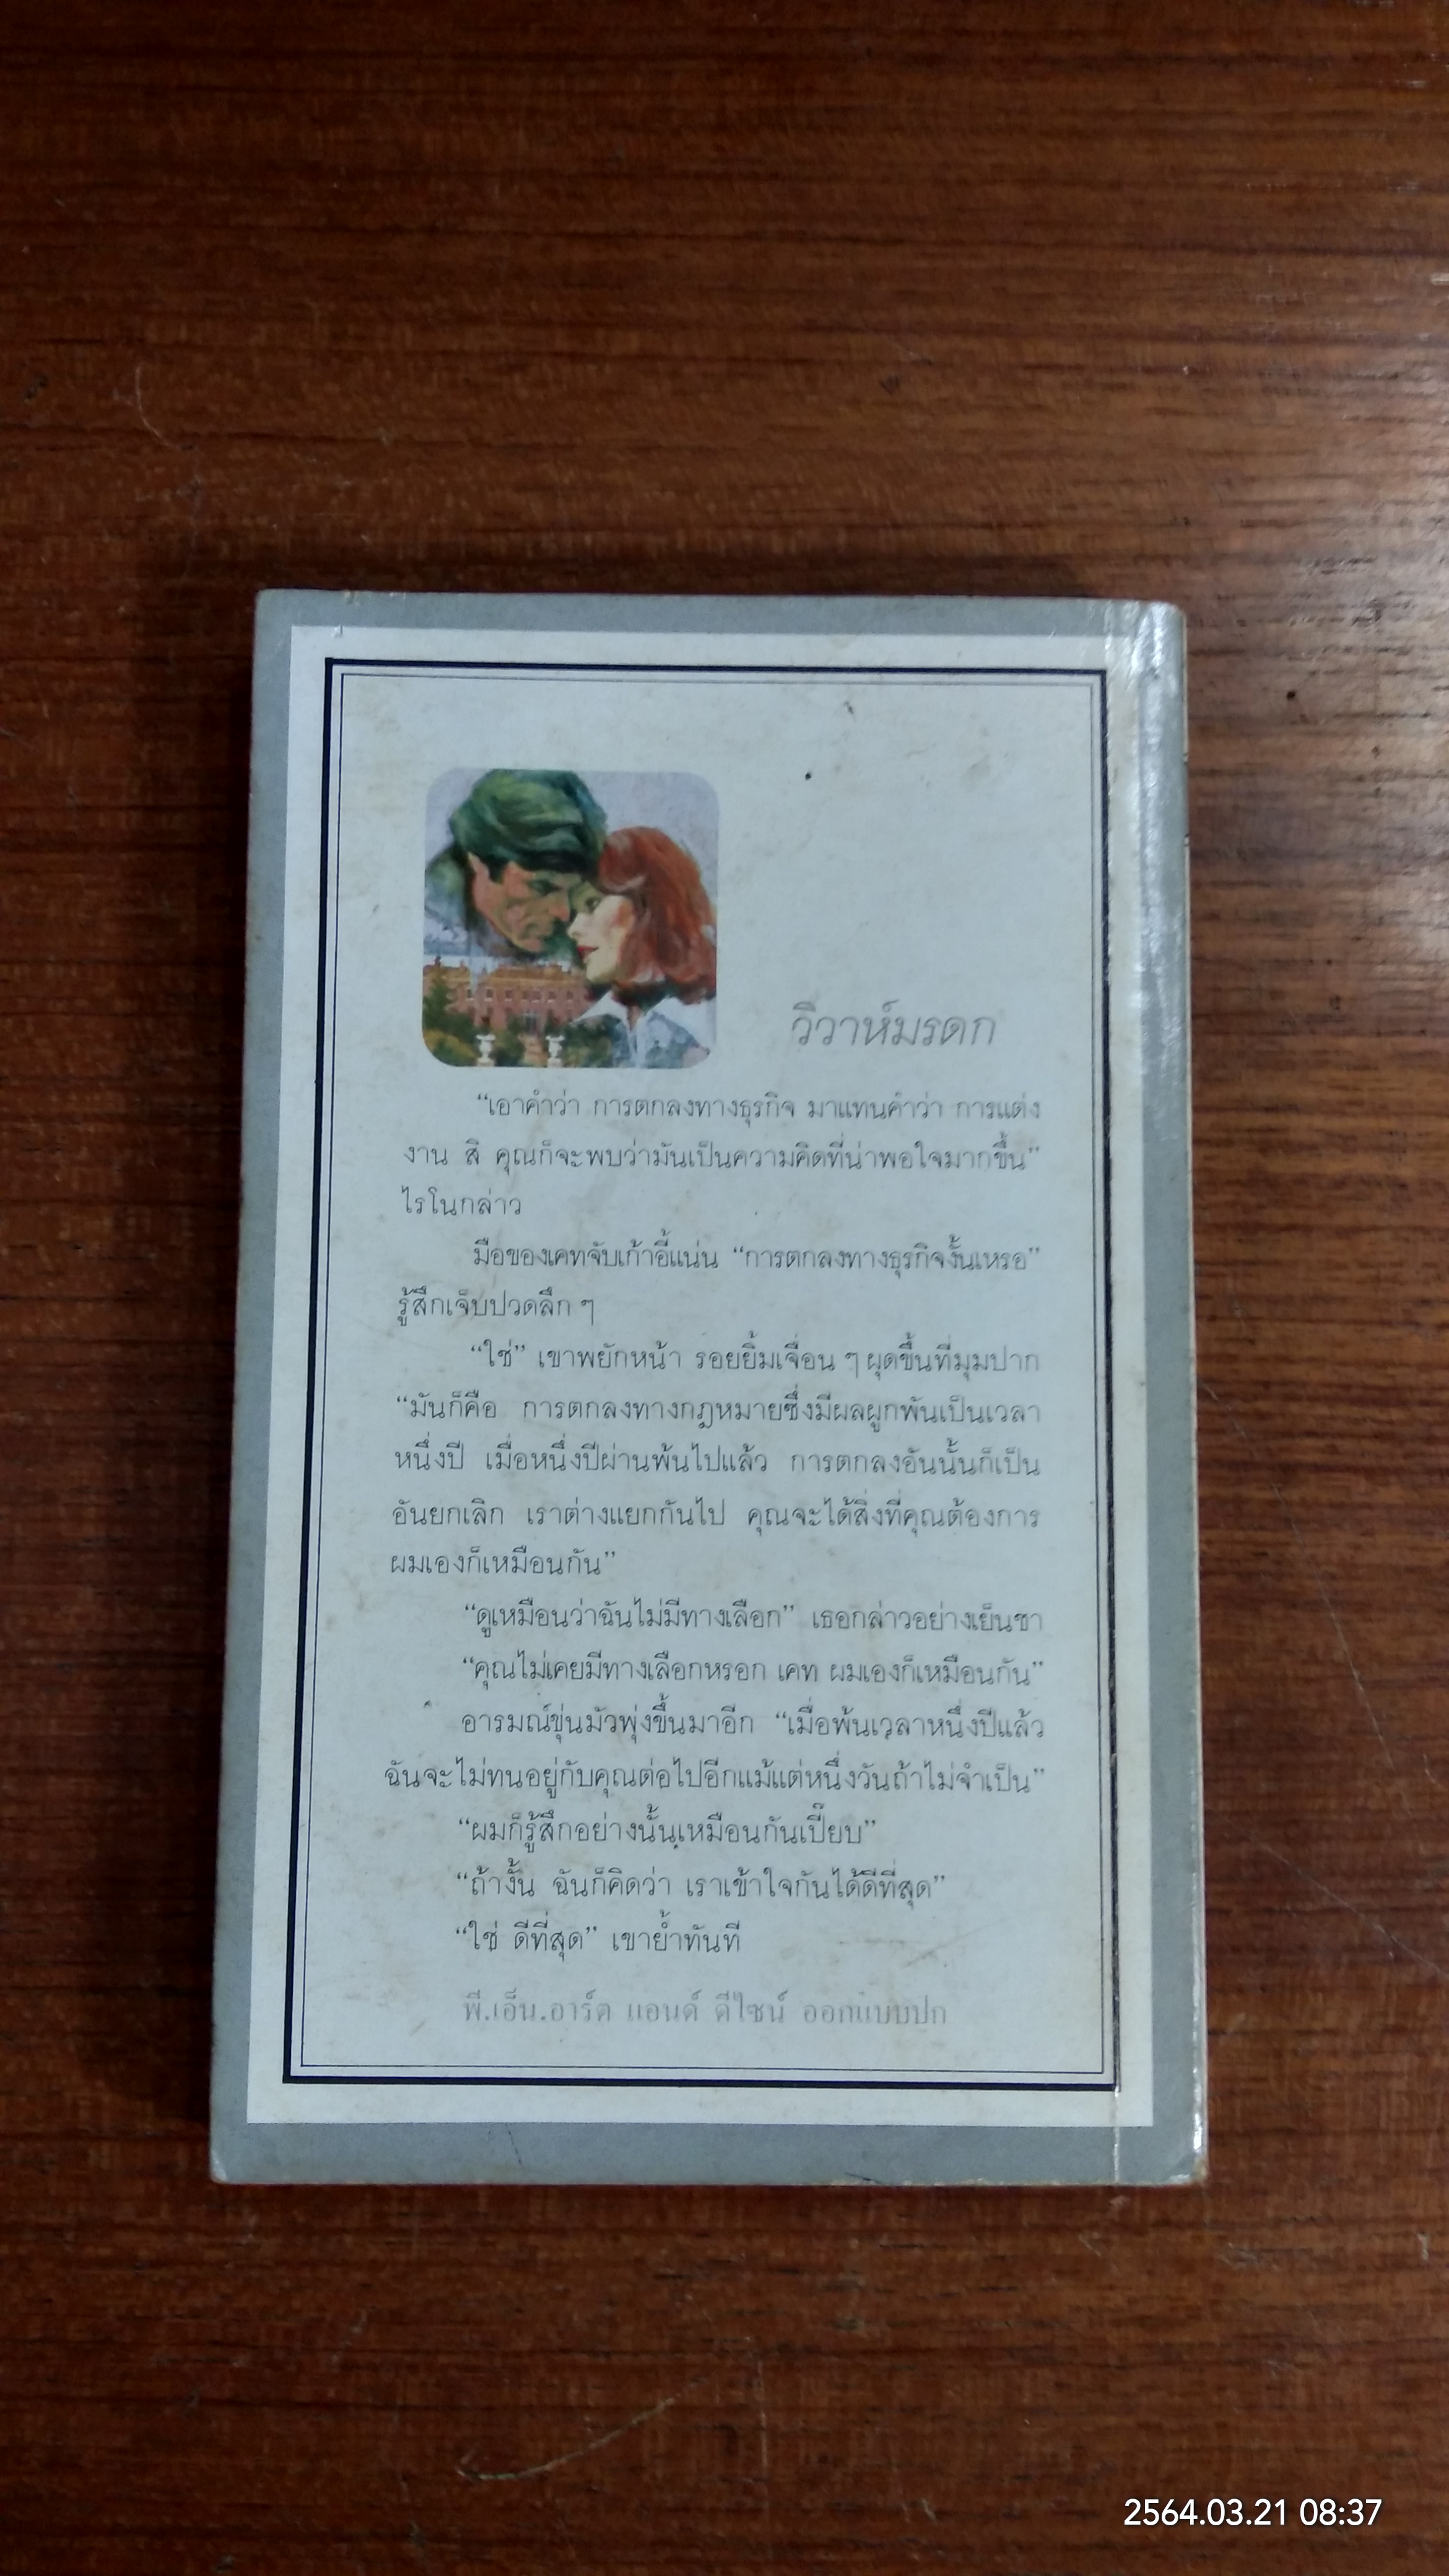 วิวาห์มรดก
“เอาคำว่า การตกลงทางธุรกิจ มาแทนคำว่า การแต่ง
งาน สิ คุณก็จะพบว่ามันเป็นความคิดที่น่าพอใจมากขึ้น”
ไรโนกล่าว
มือของเคทจับเก้าอี้แน่น “การตกลงทางธุรกิจงั้นเหรอ”
รู้สึกเจ็บปวดลึก ๆ
“ใช่” เขาพยักหน้า รอยยิ้มเจื่อน ๆ ผุดขึ้นที่มุมปาก
“มันก็คือ การตกลงทางกฎหมายซึ่งมีผลผูกพันเป็นเวลา
หนึ่งปี เมื่อหนึ่งปีผ่านพ้นไปแล้ว การตกลงอันนั้นก็เป็น
อันยกเลิก เราต่างแยกกันไป คุณจะได้สิ่งที่คุณต้องการ
ผมเองก็เหมือนกัน”
“ดูเหมือนว่าฉันไม่มีทางเลือก” เธอกล่าวอย่างเย็นชา
“คุณไม่เคยมีทางเลือกหรอก เคท ผมเองก็เหมือนกัน”
อารมณ์ขุ่นมัวพุ่งขึ้นมาอีก “เมื่อพ้นเวลาหนึ่งปีแล้ว
ฉันจะไม่ทนอยู่กับคุณต่อไปอีกแม้แต่หนึ่งวันถ้าไม่จำเป็น”
“ผมก็รู้สึกอย่างนั้นเหมือนกันเปี๊ยบ”
“ถ้างั้น ฉันก็คิดว่า เราเข้าใจกันได้ดีที่สุด”
“ใช่ ดีที่สุด” เขาย้ำทันที
พี.เอ็น.อาร์ต แอนด์ ดีไซน์ ออกแบบปก
2564.03.21 08:37